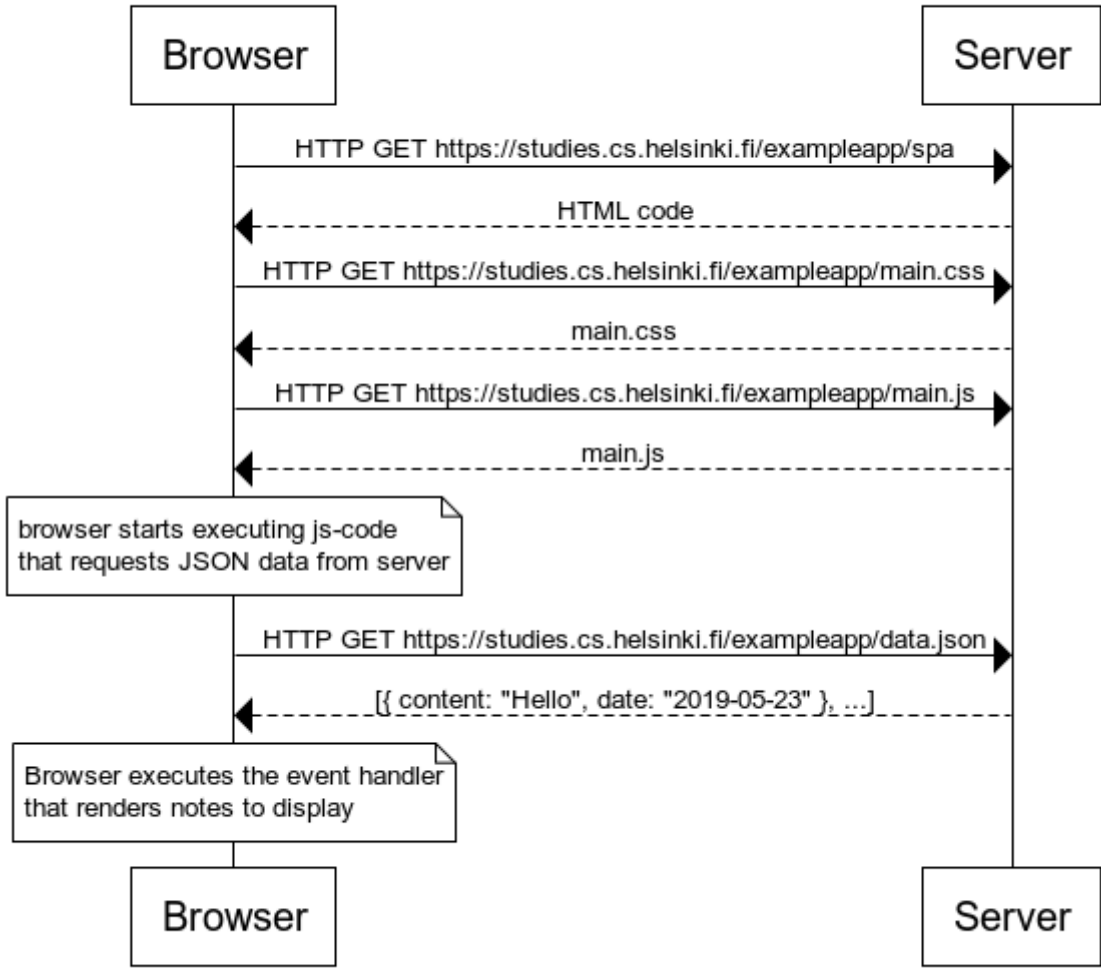 Browser
Server
HTTP GET https://studies.cs.helsinki.fi/exampleapp/spa
HTML code
HTTP GET https://studies.cs.helsinki.fi/exampleapp/main.css
main.css
HTTP GET https://studies.cs.helsinki.fi/exampleapp/main.js
main.js
browser starts executing js-code
that requests JSON data from server
HTTP GET https://studies.cs.helsinki.fi/exampleapp/data.json
[{ content: "Hello", date: "2019-05-23" }, ...]
Browser executes the event handler
that renders notes to display
Browser
Server